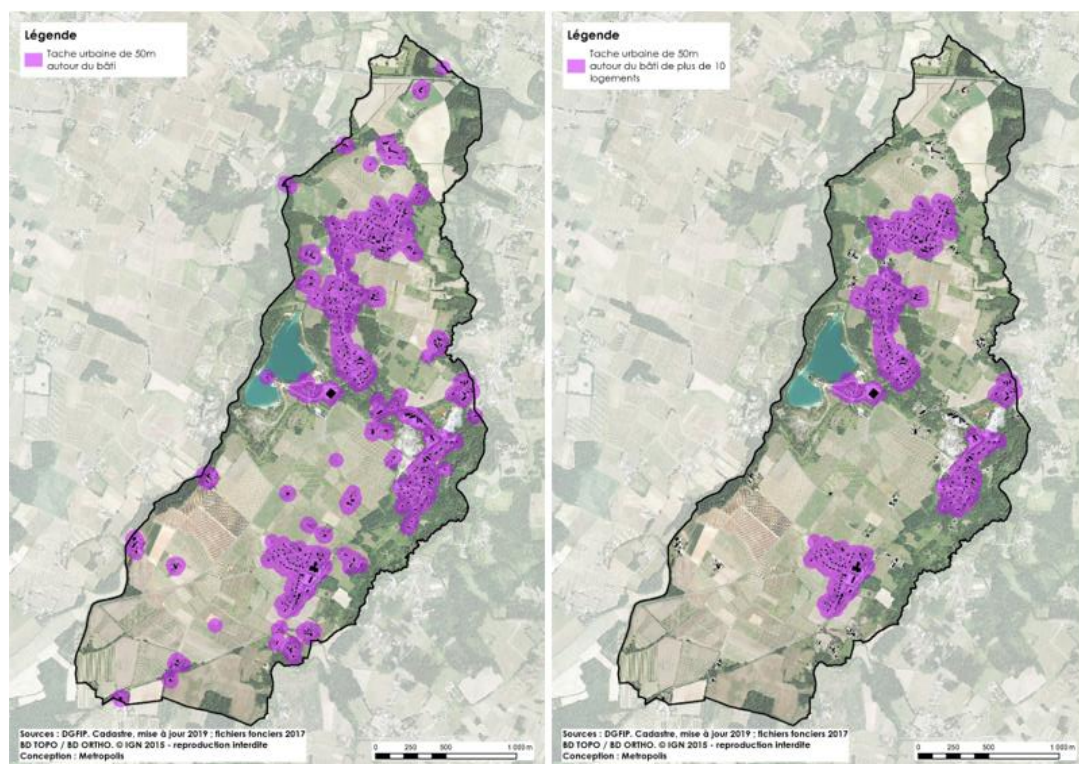 Légende
Tache urbaine de 50m
autour du bâti
Sources : DGFIP, Cadastre, mise à jour 2019 ; fichiers fonciers 2017
BD TOPO / BD ORTHO, © IGN 2015 - reproduction interdite
Conception : Metropolis
0 250 500 1 000 m
Légende
Tache urbaine de 50m
autour du bâti de plus de 10
logements
Sources : DGFIP, Cadastre, mise à jour 2019 ; fichiers fonciers 2017
BD TOPO / BD ORTHO, © IGN 2015 - reproduction interdite
Conception : Metropolis
0 250 500 1 000 m